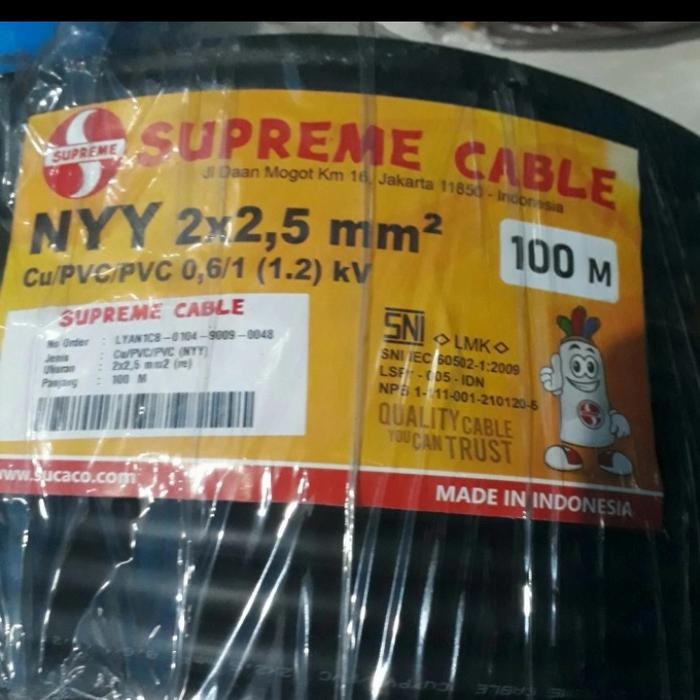 SUPREME
SUPREME CABLE
Jl Daan Mogot Km 16, Jakarta 11850 - Indonesia
NYY 2x2,5 mm²
100 M
Cu/PVC/PVC 0,6/1 (1.2) kV
SUPREME CABLE
No Order : LYAN1C8-0104-9009-0048
Jenis : Cu/PVC/PVC (NYY)
Ukuran : 2x2,5 mm2 (re)
Panjang : 100 M
SNI LMK
SNI IEC 60502-1:2009
005 - IDN
NPB 1-111-001-210120-6
QUALITY CABLE
YOU CAN TRUST
www.sucaco.com
MADE IN INDONESIA